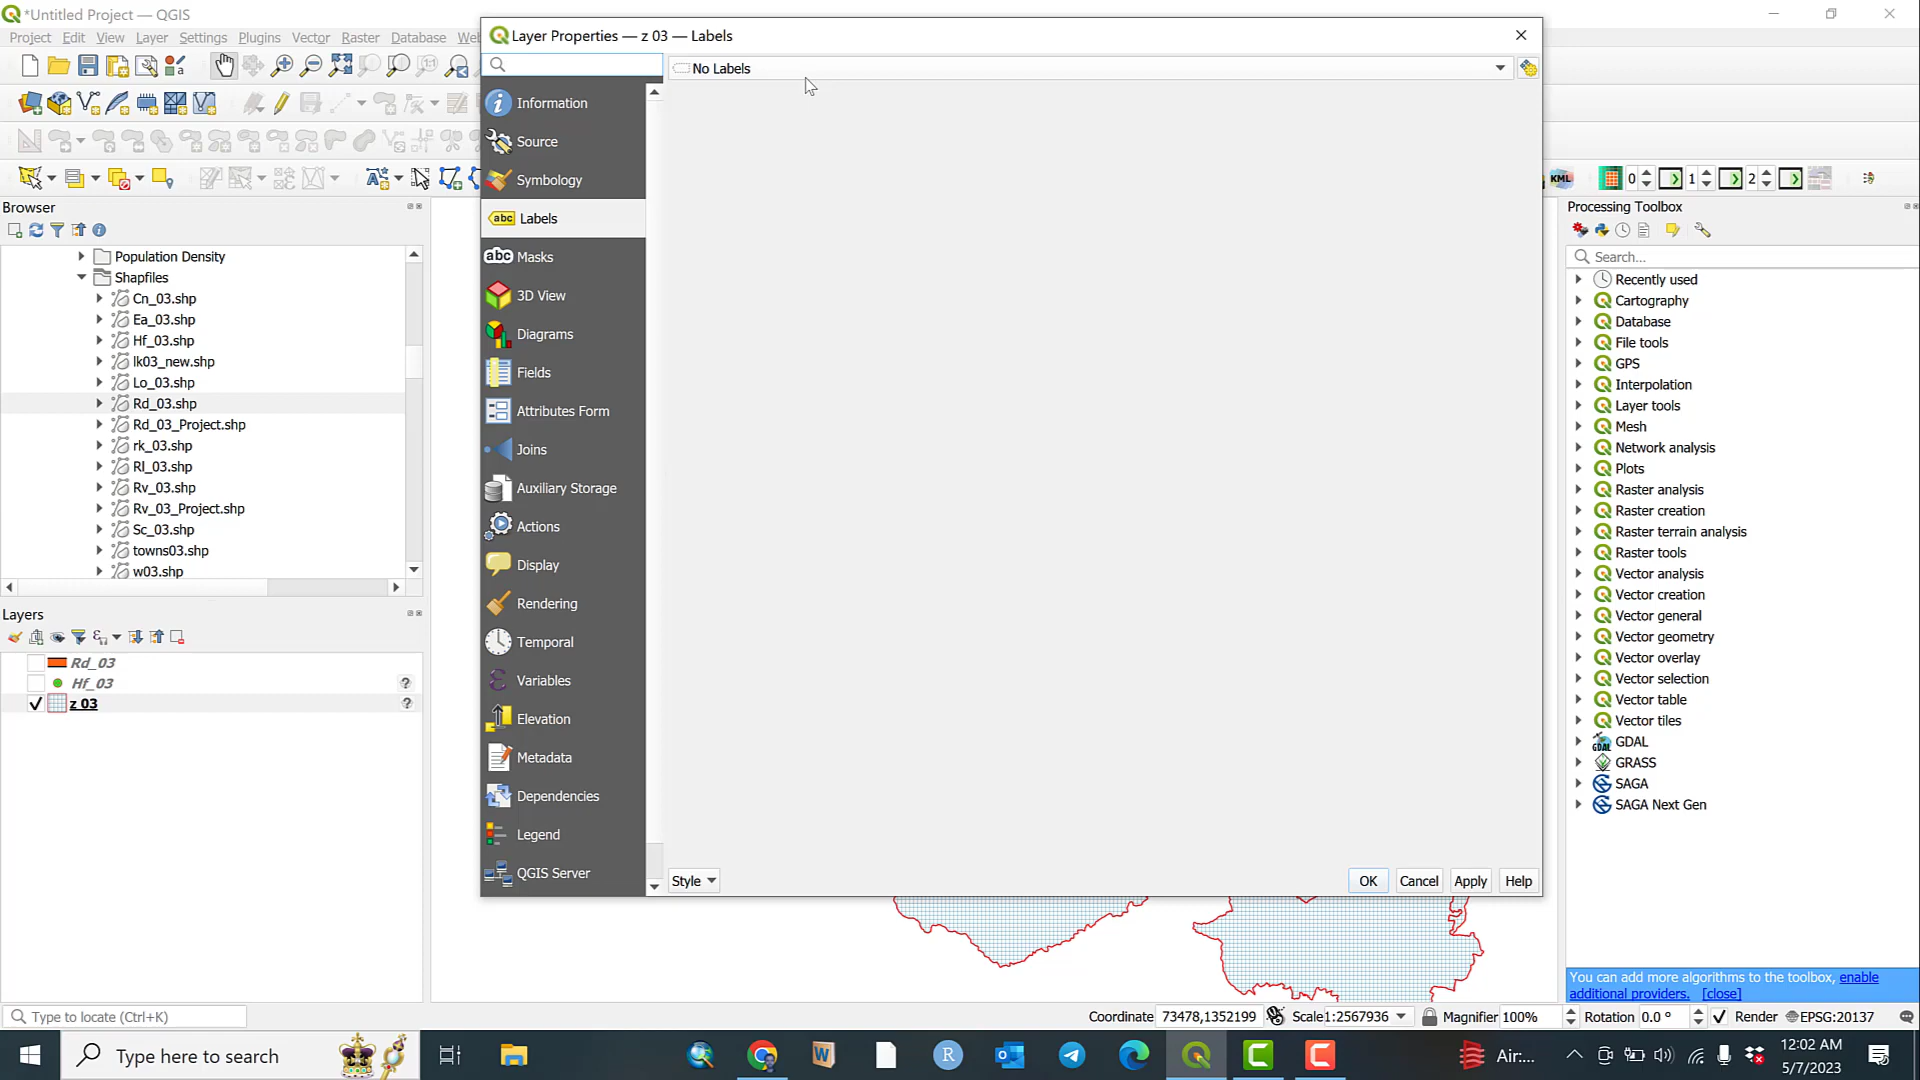 *Untitled Project — QGIS
Project Edit View Layer Settings Plugins Vector Raster Database
Layer Properties — z 03 — Labels
No Labels
Information
Source
Symbology
abc Labels
abc Masks
3D View
Diagrams
Fields
Attributes Form
Joins
Auxiliary Storage
Actions
Display
Rendering
Temporal
Variables
Elevation
Metadata
Dependencies
Legend
QGIS Server
Style
OK Cancel Apply Help
Browser
Population Density
Shapfiles
Cn_03.shp
Ea_03.shp
Hf_03.shp
lk03_new.shp
Lo_03.shp
Rd_03.shp
Rd_03_Project.shp
rk_03.shp
Rl_03.shp
Rv_03.shp
Rv_03_Project.shp
Sc_03.shp
towns03.shp
w03.shp
Layers
Rd_03
Hf_03 ?
z 03 ?
KML 0 1 2
Processing Toolbox
Search...
Recently used
Cartography
Database
File tools
GPS
Interpolation
Layer tools
Mesh
Network analysis
Plots
Raster analysis
Raster creation
Raster terrain analysis
Raster tools
Vector analysis
Vector creation
Vector general
Vector geometry
Vector overlay
Vector selection
Vector table
Vector tiles
GDAL
GRASS
SAGA
SAGA Next Gen
You can add more algorithms to the toolbox, enable
additional providers. [close]
Type to locate (Ctrl+K)
Coordinate 73478,1352199 Scale 1:2567936 Magnifier 100% Rotation 0.0 ° Render EPSG:20137
Type here to search
Air:...
12:02 AM
5/7/2023